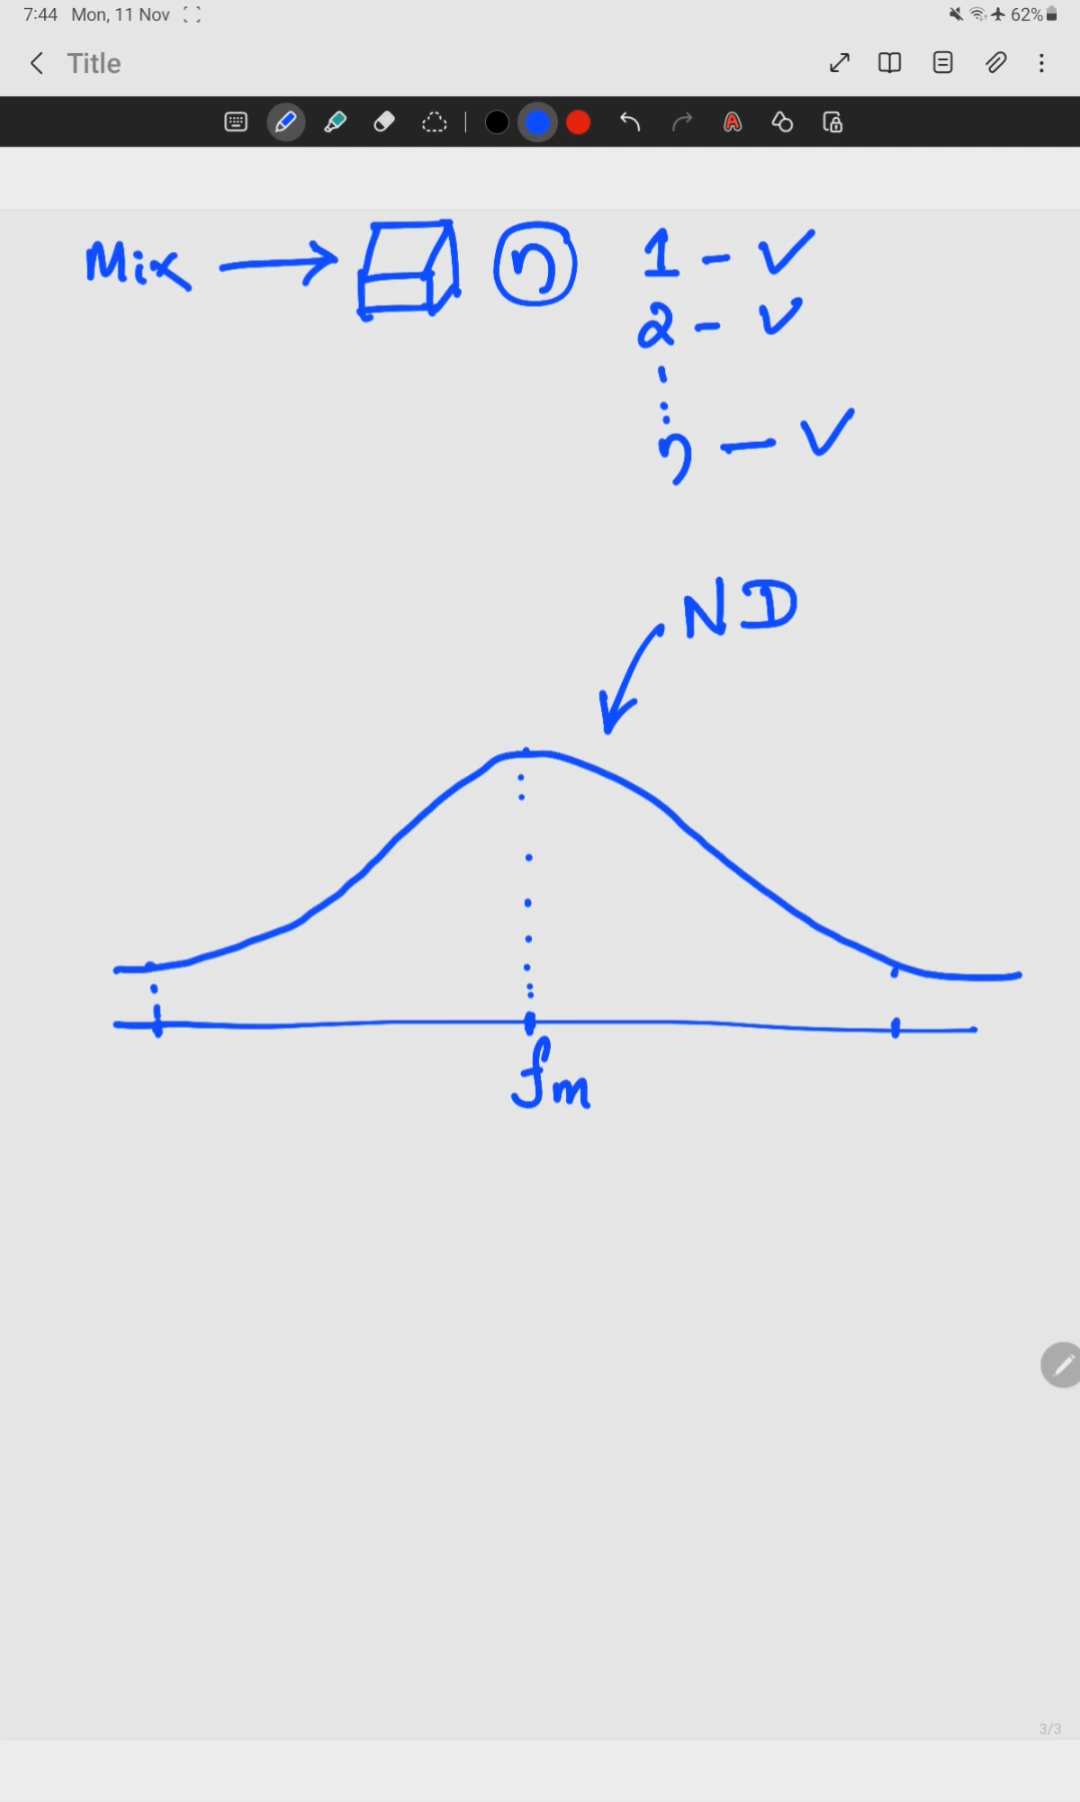 7:44 Mon, 11 Nov 62%
Title
Mix → n 1 - ✓
2 - ✓
n - ✓
ND
fm
3/3